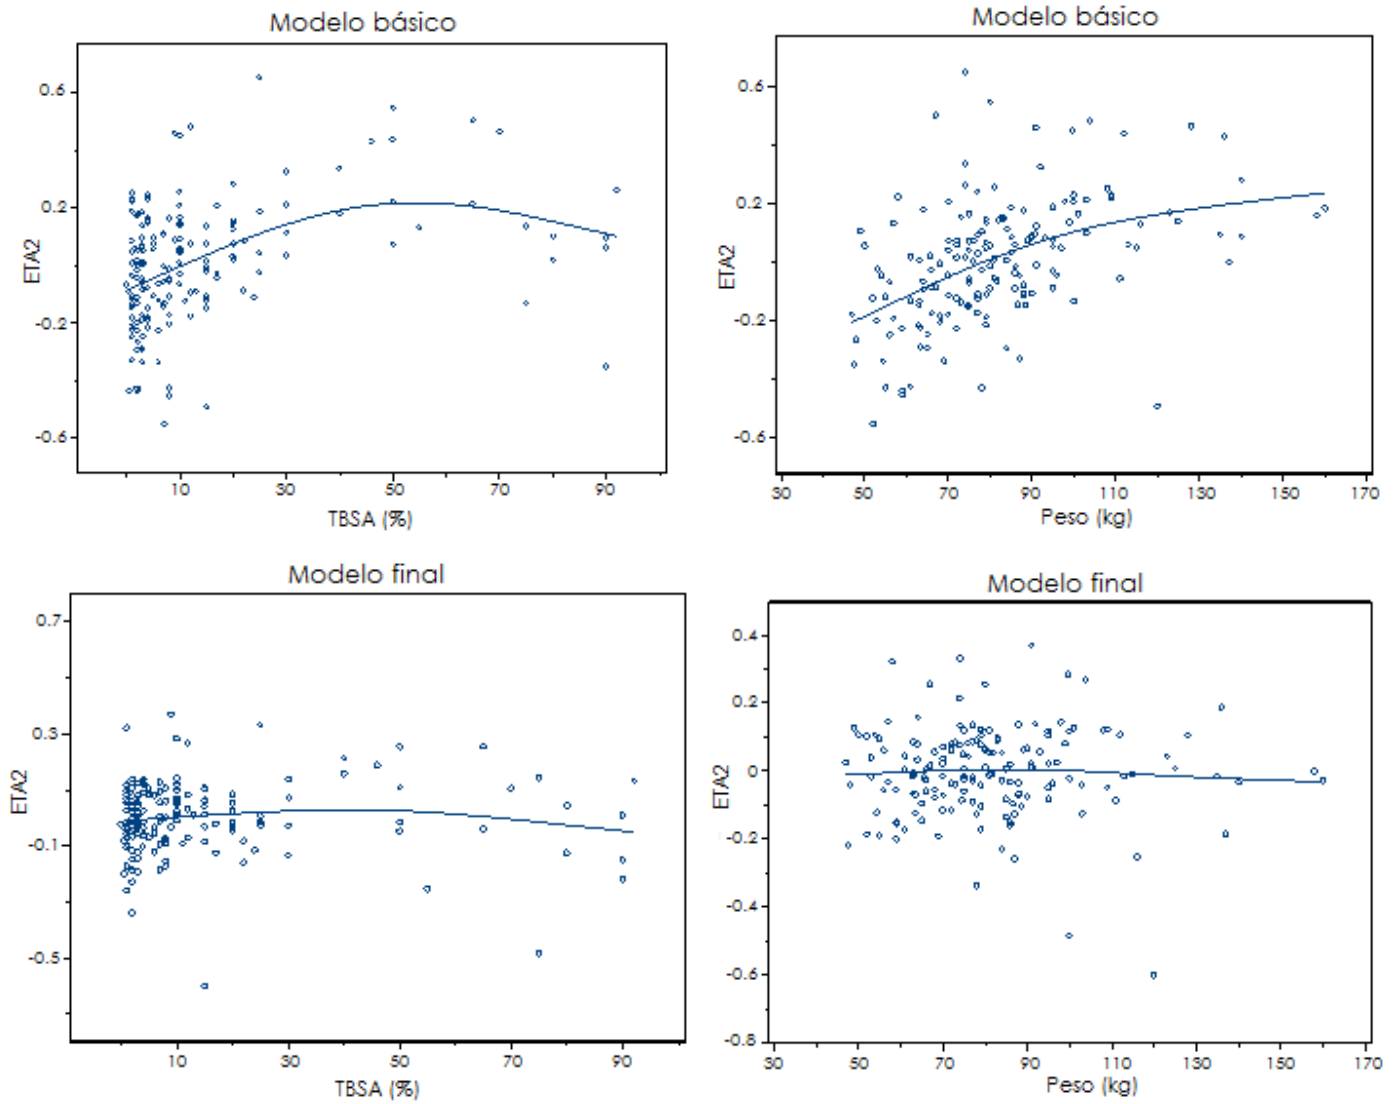 Modelo básico
ETA2
0.6
0.2
-0.2
-0.6
10 30 50 70 90
TBSA (%)
Modelo básico
ETA2
0.6
0.2
-0.2
-0.6
30 50 70 90 110 130 150 170
Peso (kg)
Modelo final
ETA2
0.7
0.3
-0.1
-0.5
10 30 50 70 90
TBSA (%)
Modelo final
ETA2
0.4
0.2
0
-0.2
-0.4
-0.6
-0.8
30 50 70 90 110 130 150 170
Peso (kg)